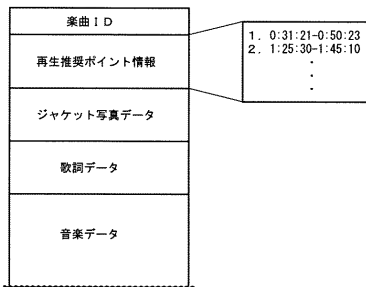 楽曲ID
再生推奨ポイント情報
1. 0:31:21-0:50:23
2. 1:25:30-1:45:10
ジャケット写真データ
歌詞データ
音楽データ